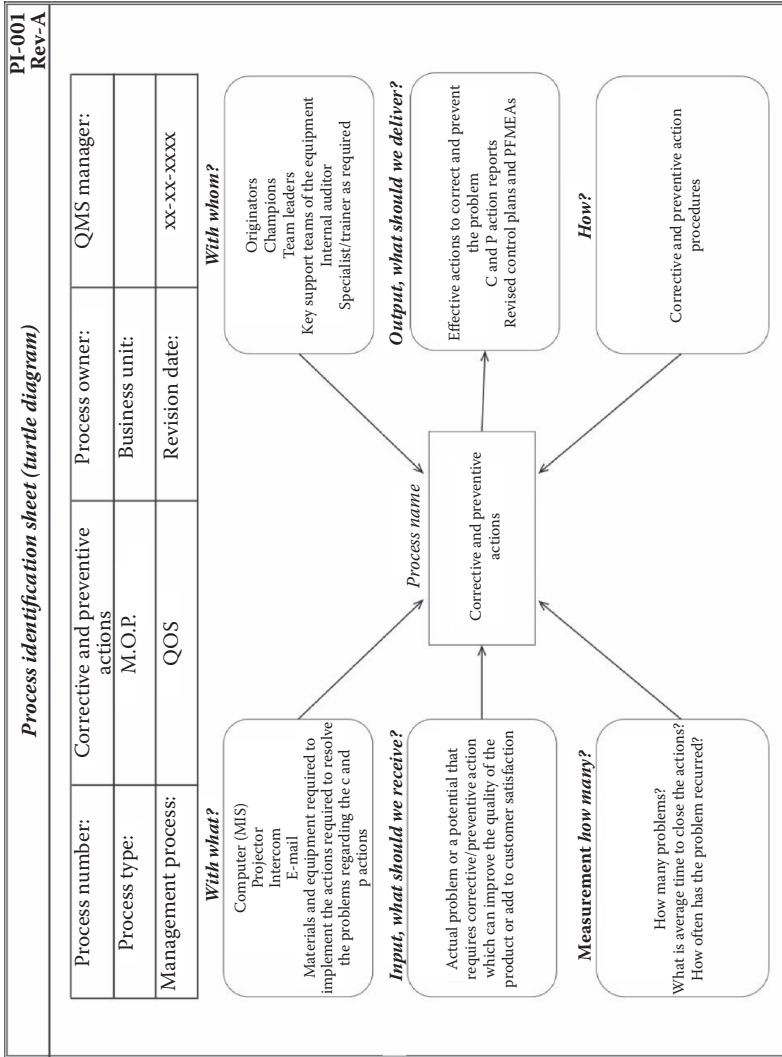 PI-001
Rev-A
Process identification sheet (turtle diagram)
Process number:
Corrective and preventive
actions
Process owner:
QMS manager:
Process type:
M.O.P.
Business unit:
Management process:
QOS
Revision date:
xx-xx-xxxx
With what?
Computer (MIS)
Projector
Intercom
E-mail
Materials and equipment required to
implement the actions required to resolve
the problems regarding the c and
p actions
With whom?
Originators
Champions
Team leaders
Key support teams of the equipment
Internal auditor
Specialist/trainer as required
Input, what should we receive?
Actual problem or a potential that
requires corrective/preventive action
which can improve the quality of the
product or add to customer satisfaction
Process name
Corrective and preventive
actions
Output, what should we deliver?
Effective actions to correct and prevent
the problem
C and P action reports
Revised control plans and PFMEAs
Measurement how many?
How many problems?
What is average time to close the actions?
How often has the problem recurred?
How?
Corrective and preventive action
procedures